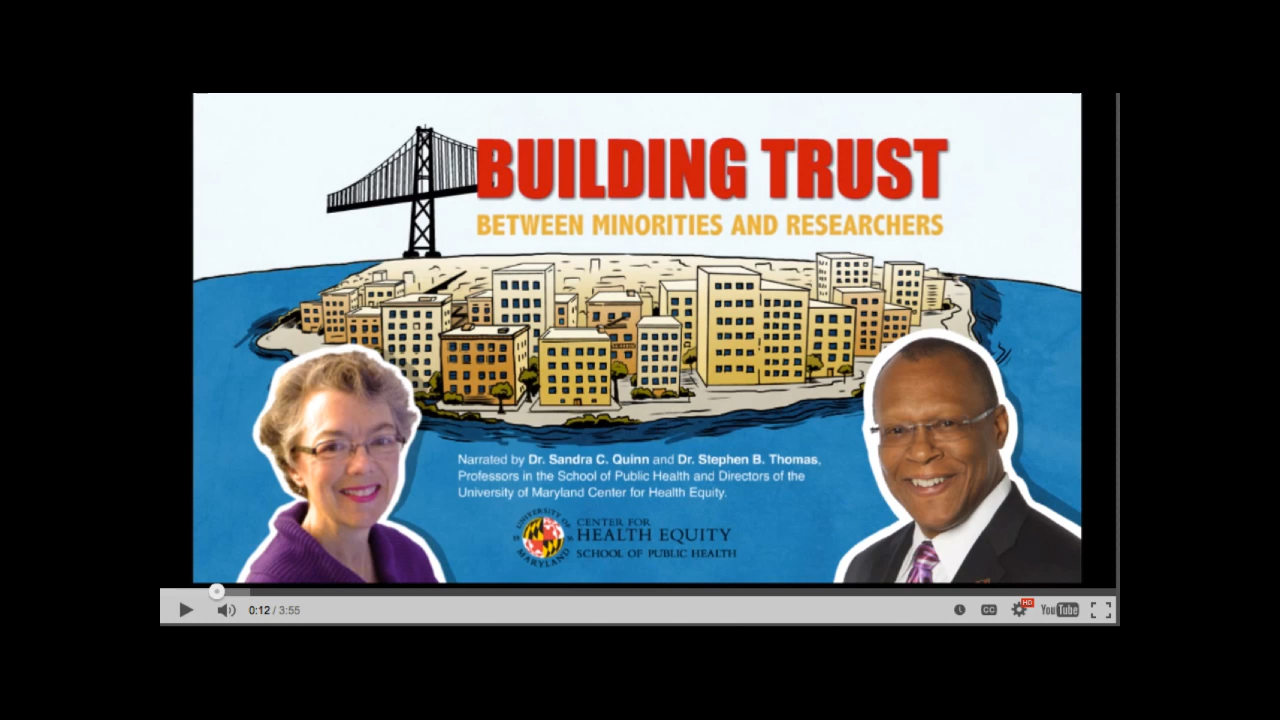 BUILDING TRUST
BETWEEN MINORITIES AND RESEARCHERS
Narrated by Dr. Sandra C. Quinn and Dr. Stephen B. Thomas,
Professors in the School of Public Health and Directors of the
University of Maryland Center for Health Equity.
UNIVERSITY OF
MARYLAND
CENTER FOR
HEALTH EQUITY
SCHOOL OF PUBLIC HEALTH
0:12 / 3:55
CC
HD
YouTube